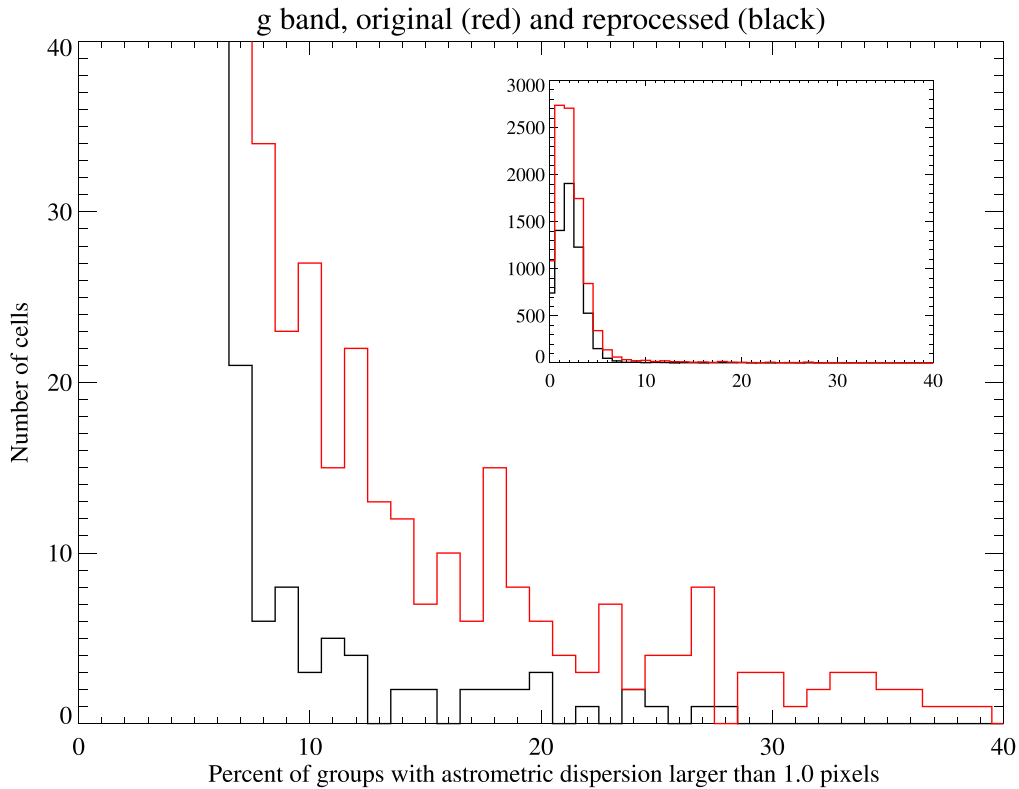 g band, original (red) and reprocessed (black)
40
30
20
10
0
Number of cells
3000
2500
2000
1500
1000
500
0
0 10 20 30 40
0 10 20 30 40
Percent of groups with astrometric dispersion larger than 1.0 pixels